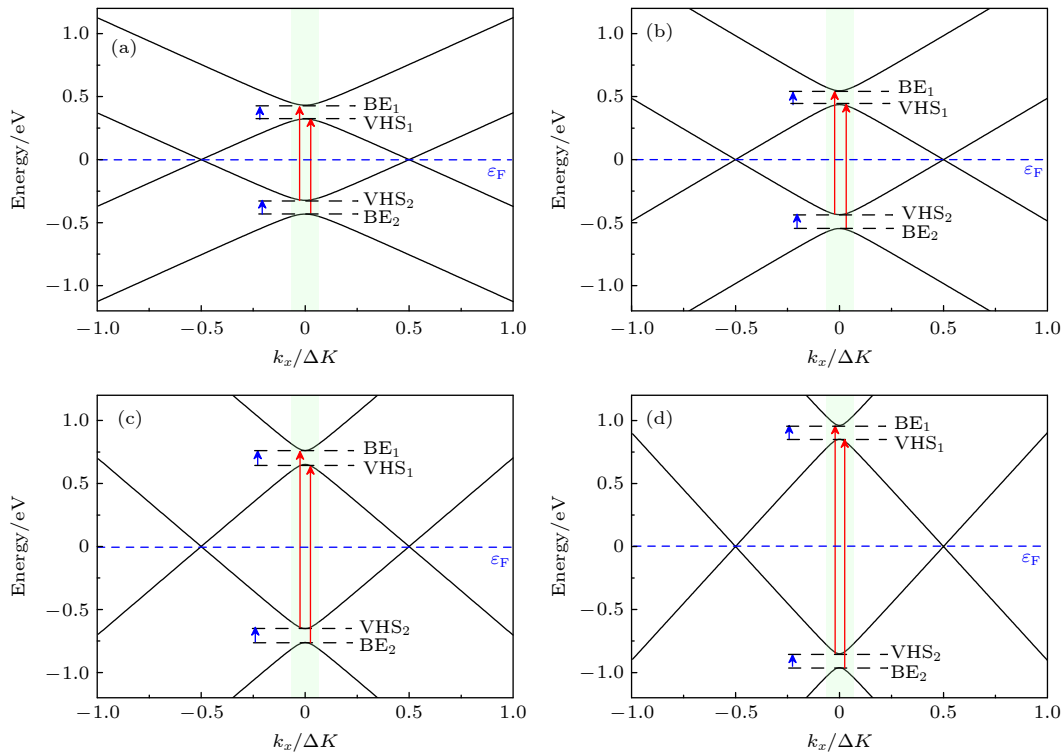 (a)
1.0
0.5
0
−0.5
−1.0
Energy/eV
BE₁
VHS₁
εF
VHS₂
BE₂
−1.0 −0.5 0 0.5 1.0
kₓ/ΔK
(b)
1.0
0.5
0
−0.5
−1.0
Energy/eV
BE₁
VHS₁
εF
VHS₂
BE₂
−1.0 −0.5 0 0.5 1.0
kₓ/ΔK
(c)
1.0
0.5
0
−0.5
−1.0
Energy/eV
BE₁
VHS₁
εF
VHS₂
BE₂
−1.0 −0.5 0 0.5 1.0
kₓ/ΔK
(d)
1.0
0.5
0
−0.5
−1.0
Energy/eV
BE₁
VHS₁
εF
VHS₂
BE₂
−1.0 −0.5 0 0.5 1.0
kₓ/ΔK